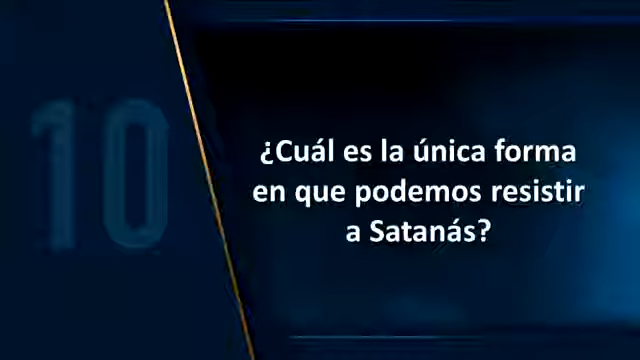 10
¿Cuál es la única forma
en que podemos resistir
a Satanás?